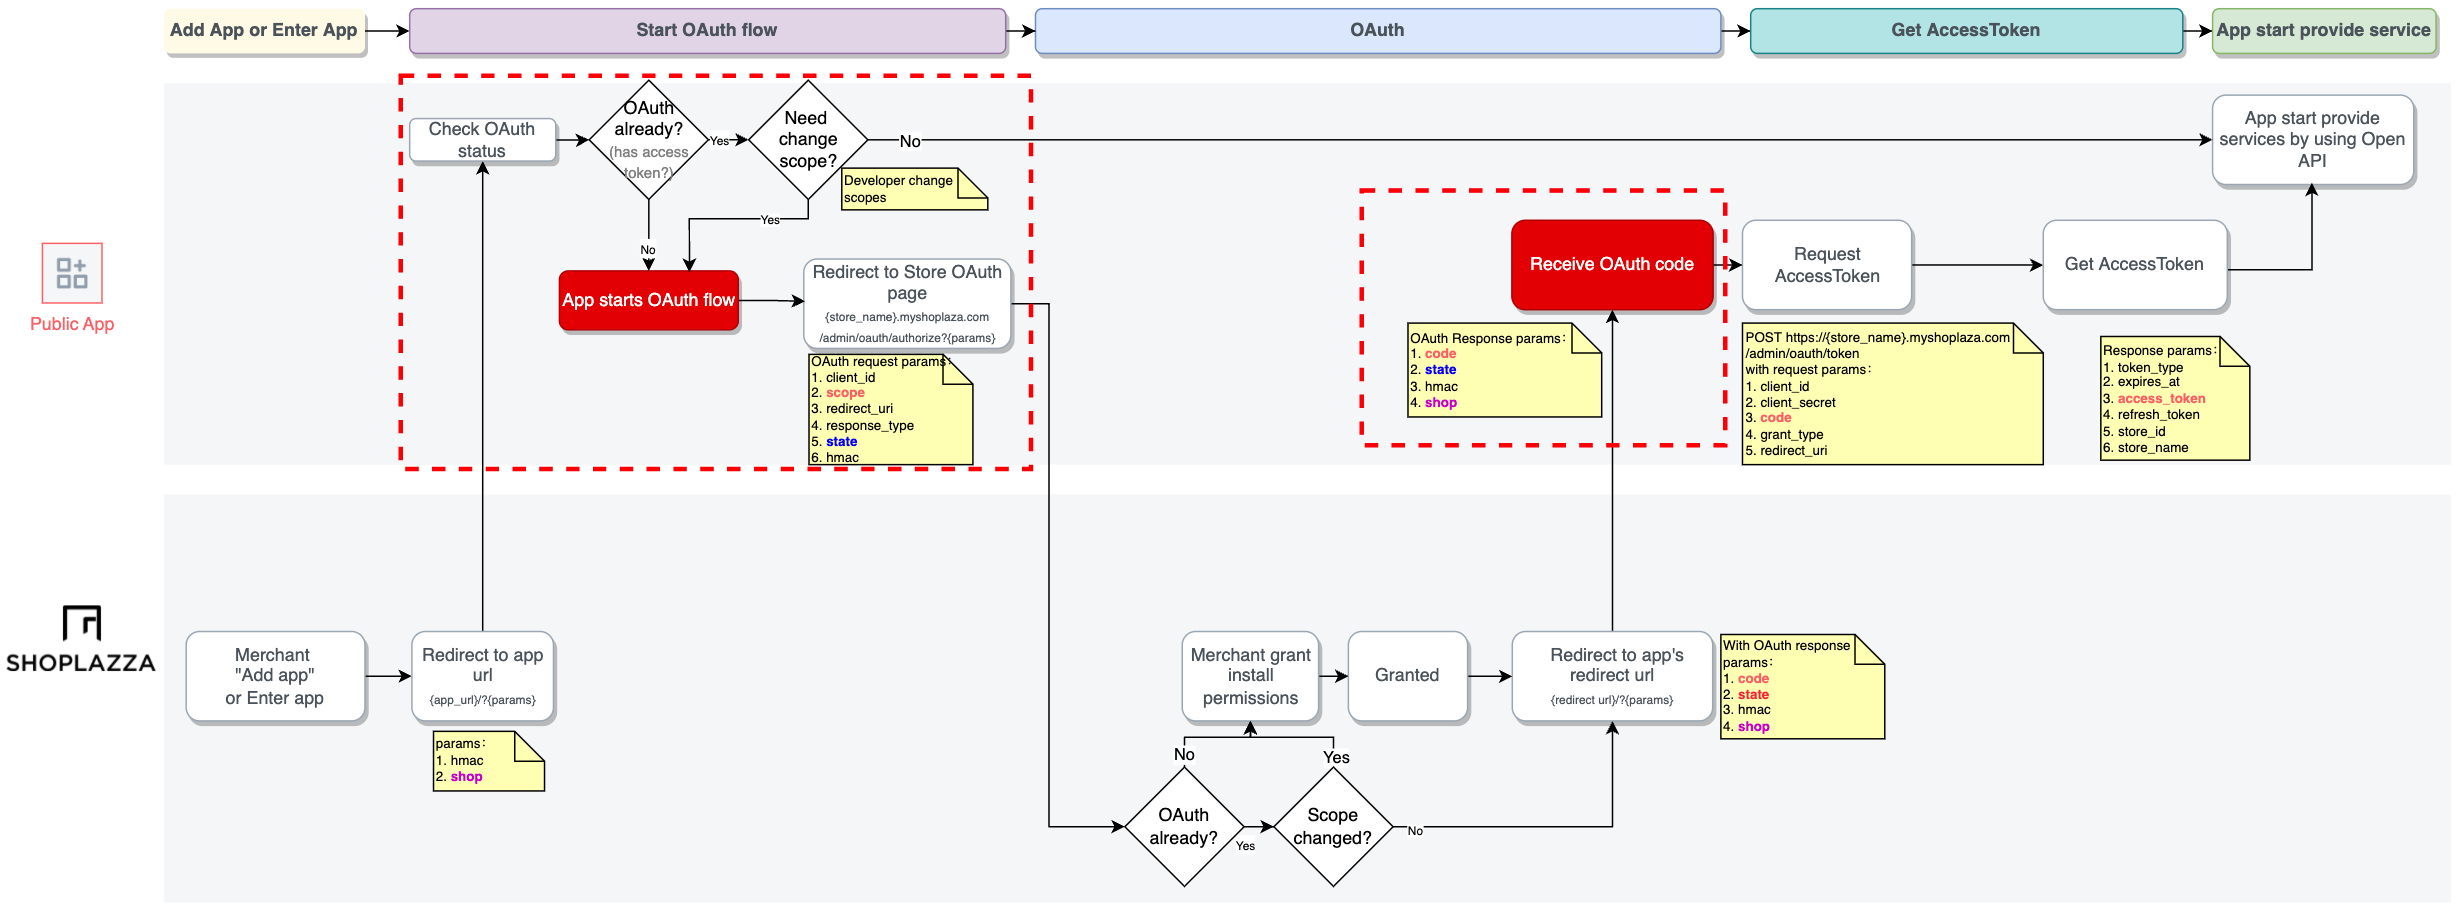 Add App or Enter App
Start OAuth flow
OAuth
Get AccessToken
App start provide service
Check OAuth
status
OAuth
already?
(has access
token?)
Yes
Need
change
scope?
No
Developer change
scopes
Yes
No
App start provide
services by using Open
API
Public App
App starts OAuth flow
Redirect to Store OAuth
page
{store_name}.myshoplaza.com
/admin/oauth/authorize?{params}
OAuth request params:
1. client_id
2. scope
3. redirect_uri
4. response_type
5. state
6. hmac
Receive OAuth code
OAuth Response params:
1. code
2. state
3. hmac
4. shop
Request
AccessToken
POST https://{store_name}.myshoplaza.com
/admin/oauth/token
with request params:
1. client_id
2. client_secret
3. code
4. grant_type
5. redirect_uri
Get AccessToken
Response params:
1. token_type
2. expires_at
3. access_token
4. refresh_token
5. store_id
6. store_name
SHOPLAZZA
Merchant
"Add app"
or Enter app
Redirect to app
url
{app_url}/?{params}
params:
1. hmac
2. shop
Merchant grant
install
permissions
Granted
Redirect to app's
redirect url
{redirect url}/?{params}
With OAuth response
params:
1. code
2. state
3. hmac
4. shop
No
Yes
OAuth
already?
Yes
Scope
changed?
No